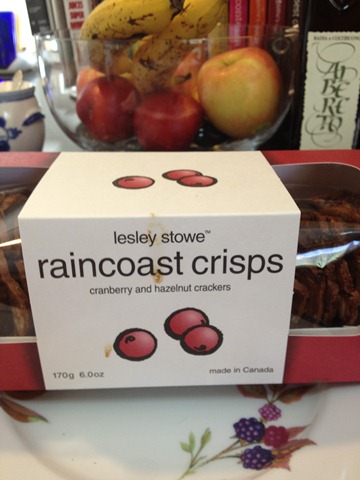 lesley stowe™
raincoast crisps
cranberry and hazelnut crackers
170g 6.0oz
made in Canada